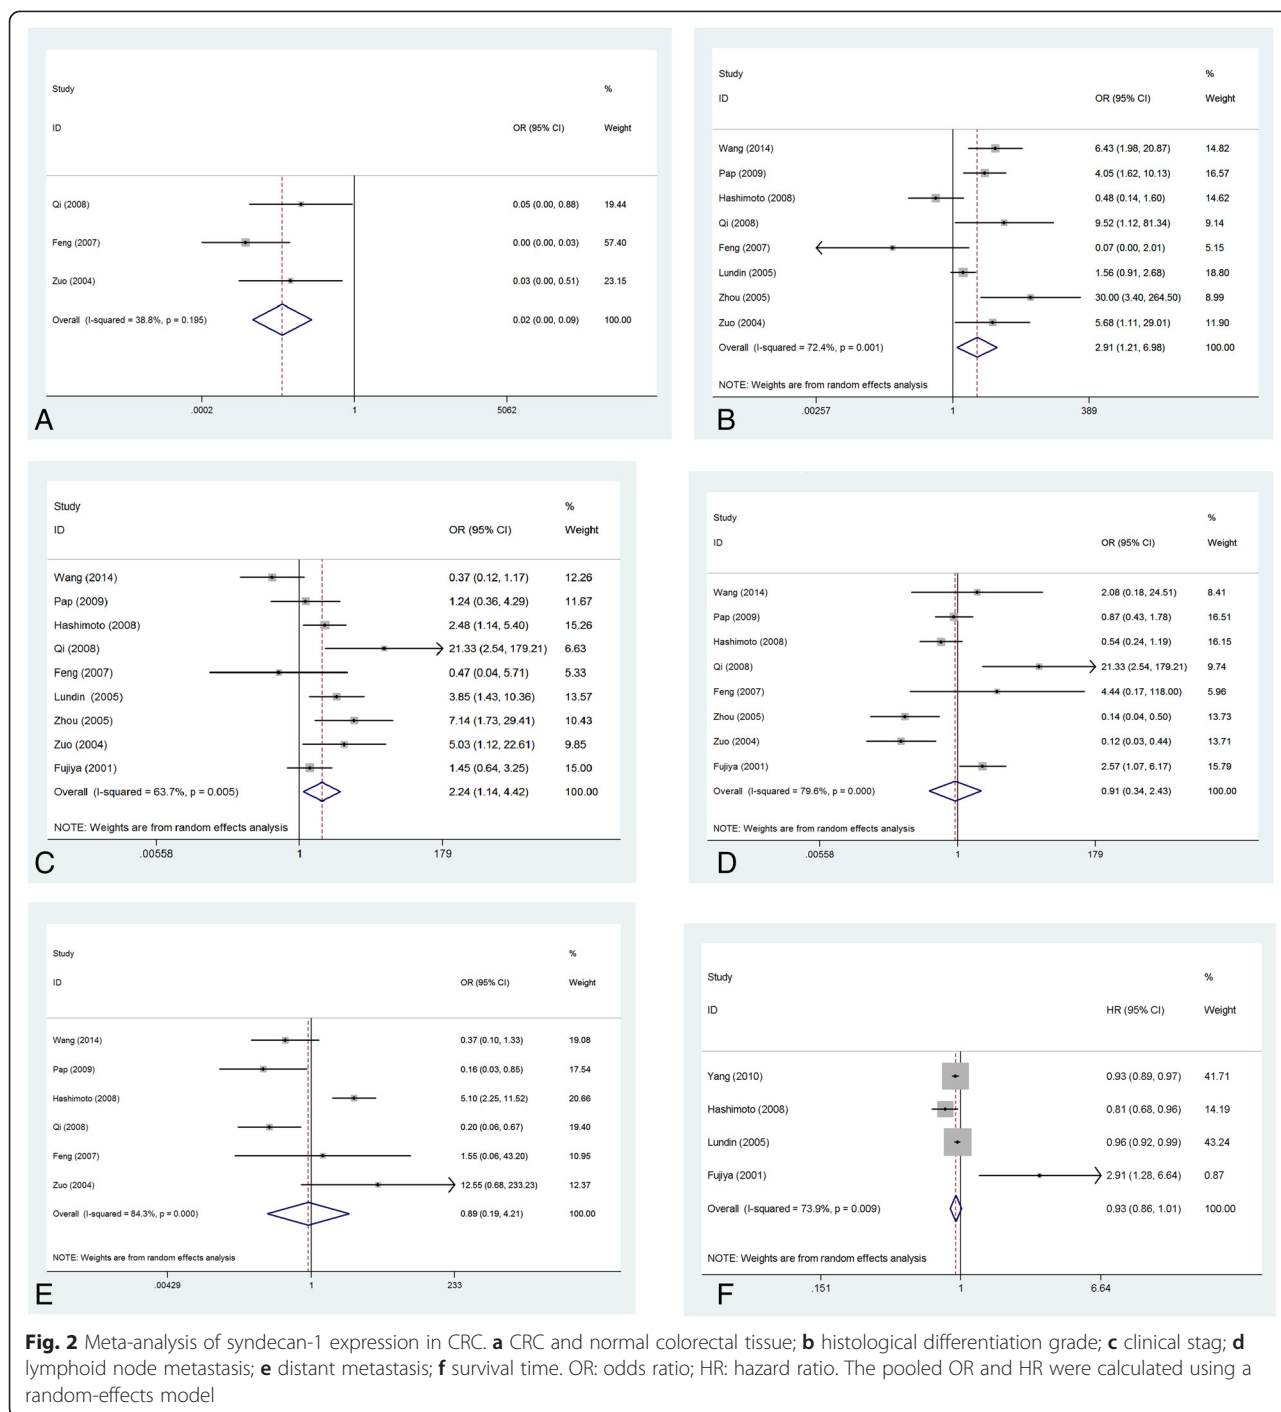 Study %
ID OR (95% CI) Weight
Qi (2008) 0.05 (0.00, 0.88) 19.44
Feng (2007) 0.00 (0.00, 0.03) 57.40
Zuo (2004) 0.03 (0.00, 0.51) 23.15
Overall (I-squared = 38.8%, p = 0.195) 0.02 (0.00, 0.09) 100.00
.0002 1 5062
A
Study %
ID OR (95% CI) Weight
Wang (2014) 6.43 (1.98, 20.87) 14.82
Pap (2009) 4.05 (1.62, 10.13) 16.57
Hashimoto (2008) 0.48 (0.14, 1.60) 14.62
Qi (2008) 9.52 (1.12, 81.34) 9.14
Feng (2007) 0.07 (0.00, 2.01) 5.15
Lundin (2005) 1.56 (0.91, 2.68) 18.80
Zhou (2005) 30.00 (3.40, 264.50) 8.99
Zuo (2004) 5.68 (1.11, 29.01) 11.90
Overall (I-squared = 72.4%, p = 0.001) 2.91 (1.21, 6.98) 100.00
NOTE: Weights are from random effects analysis
.00257 1 389
B
Study %
ID OR (95% CI) Weight
Wang (2014) 0.37 (0.12, 1.17) 12.26
Pap (2009) 1.24 (0.36, 4.29) 11.67
Hashimoto (2008) 2.48 (1.14, 5.40) 15.26
Qi (2008) 21.33 (2.54, 179.21) 6.63
Feng (2007) 0.47 (0.04, 5.71) 5.33
Lundin (2005) 3.85 (1.43, 10.36) 13.57
Zhou (2005) 7.14 (1.73, 29.41) 10.43
Zuo (2004) 5.03 (1.12, 22.61) 9.85
Fujiya (2001) 1.45 (0.64, 3.25) 15.00
Overall (I-squared = 63.7%, p = 0.005) 2.24 (1.14, 4.42) 100.00
NOTE: Weights are from random effects analysis
.00558 1 179
C
Study %
ID OR (95% CI) Weight
Wang (2014) 2.08 (0.18, 24.51) 8.41
Pap (2009) 0.87 (0.43, 1.78) 16.51
Hashimoto (2008) 0.54 (0.24, 1.19) 16.15
Qi (2008) 21.33 (2.54, 179.21) 9.74
Feng (2007) 4.44 (0.17, 118.00) 5.96
Zhou (2005) 0.14 (0.04, 0.50) 13.73
Zuo (2004) 0.12 (0.03, 0.44) 13.71
Fujiya (2001) 2.57 (1.07, 6.17) 15.79
Overall (I-squared = 79.6%, p = 0.000) 0.91 (0.34, 2.43) 100.00
NOTE: Weights are from random effects analysis
.00558 1 179
D
Study %
ID OR (95% CI) Weight
Wang (2014) 0.37 (0.10, 1.33) 19.08
Pap (2009) 0.16 (0.03, 0.85) 17.54
Hashimoto (2008) 5.10 (2.25, 11.52) 20.66
Qi (2008) 0.20 (0.06, 0.67) 19.40
Feng (2007) 1.55 (0.06, 43.20) 10.95
Zuo (2004) 12.55 (0.68, 233.23) 12.37
Overall (I-squared = 84.3%, p = 0.000) 0.89 (0.19, 4.21) 100.00
NOTE: Weights are from random effects analysis
.00429 1 233
E
Study %
ID HR (95% CI) Weight
Yang (2010) 0.93 (0.89, 0.97) 41.71
Hashimoto (2008) 0.81 (0.68, 0.96) 14.19
Lundin (2005) 0.96 (0.92, 0.99) 43.24
Fujiya (2001) 2.91 (1.28, 6.64) 0.87
Overall (I-squared = 73.9%, p = 0.009) 0.93 (0.86, 1.01) 100.00
NOTE: Weights are from random effects analysis
.151 1 6.64
F
Fig. 2 Meta-analysis of syndecan-1 expression in CRC. a CRC and normal colorectal tissue; b histological differentiation grade; c clinical stag; d
lymphoid node metastasis; e distant metastasis; f survival time. OR: odds ratio; HR: hazard ratio. The pooled OR and HR were calculated using a
random-effects model